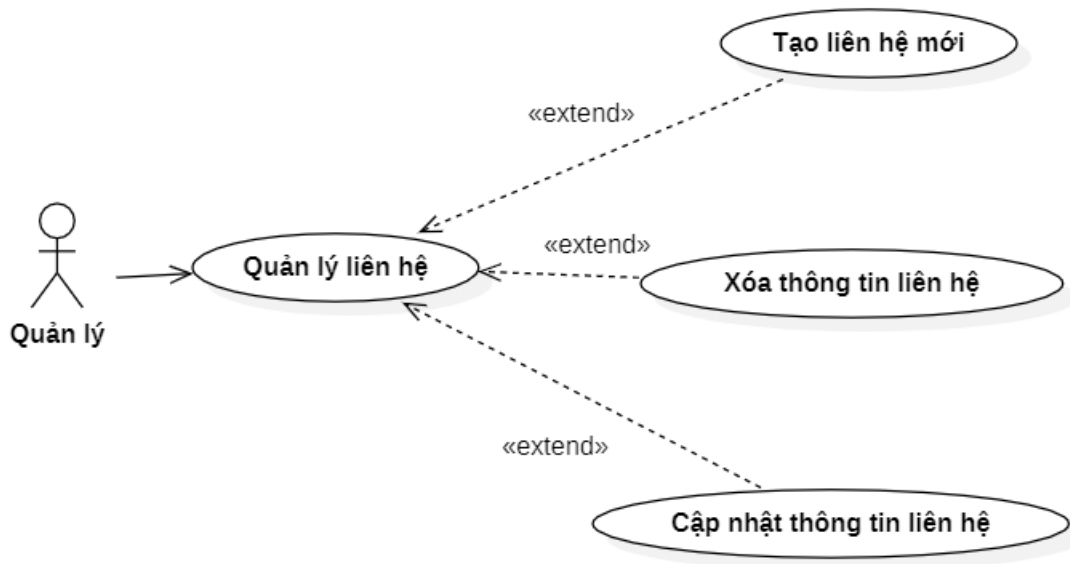 Tạo liên hệ mới
«extend»
«extend»
Quản lý liên hệ
Xóa thông tin liên hệ
Quản lý
«extend»
Cập nhật thông tin liên hệ